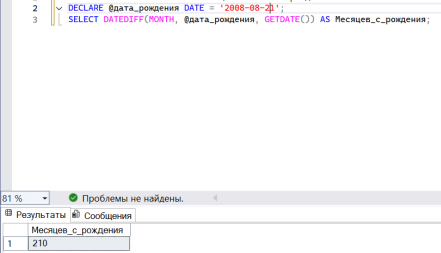 2 DECLARE @дата_рождения DATE = '2008-08-21';
3 SELECT DATEDIFF(MONTH, @дата_рождения, GETDATE()) AS Месяцев_с_рождения;
81 % Проблемы не найдены.
Результаты Сообщения
Месяцев_с_рождения
1 210